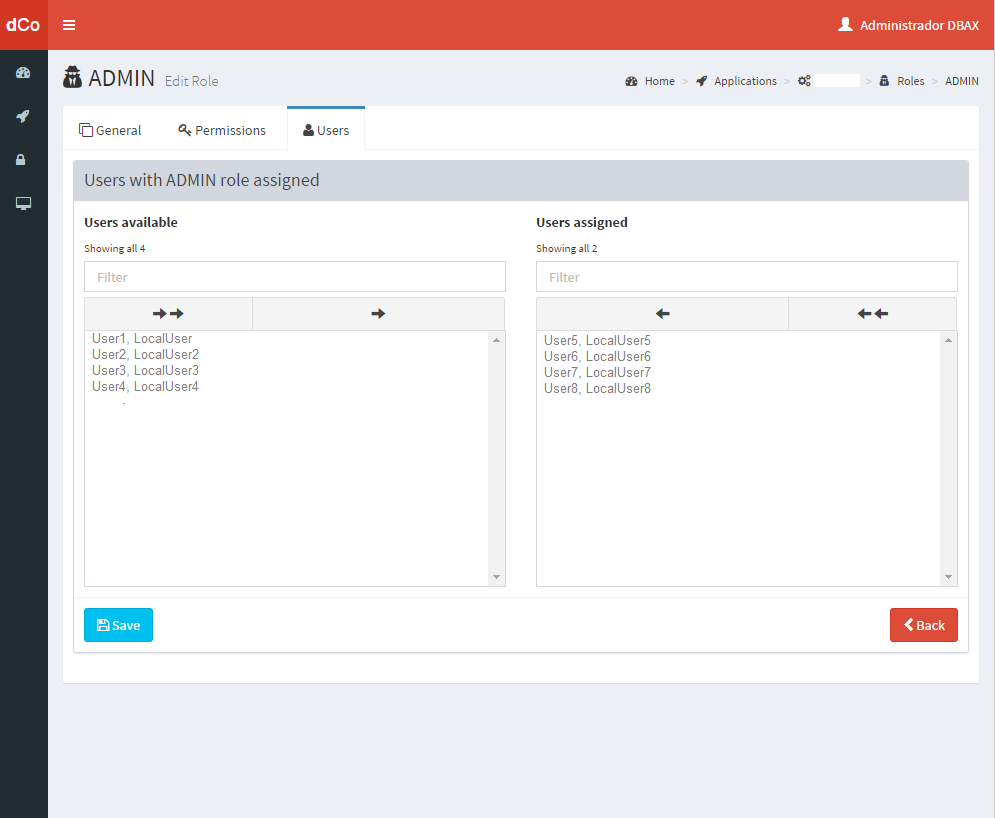 dCo
Administrador DBAX
ADMIN Edit Role
Home > Applications > > Roles > ADMIN
General Permissions Users
Users with ADMIN role assigned
Users available
Showing all 4
Filter
User1, LocalUser
User2, LocalUser2
User3, LocalUser3
User4, LocalUser4
Users assigned
Showing all 2
Filter
User5, LocalUser5
User6, LocalUser6
User7, LocalUser7
User8, LocalUser8
Save
Back